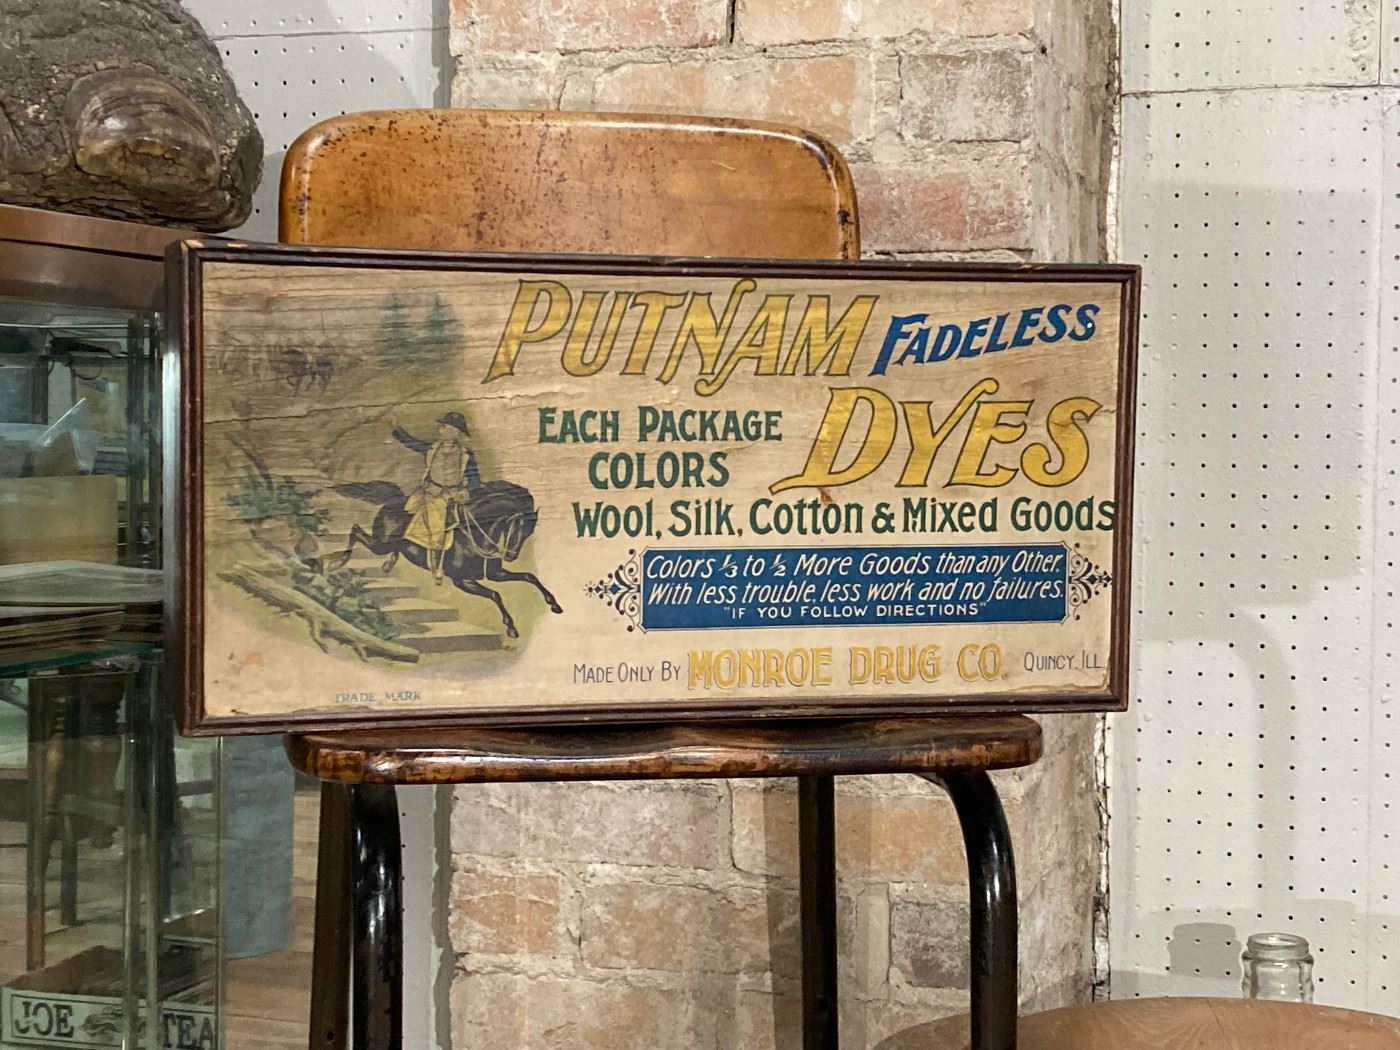 PUTNAM FADELESS
DYES
EACH PACKAGE
COLORS
Wool, Silk, Cotton & Mixed Goods
Colors 1/3 to 1/2 More Goods than any Other.
With less trouble, less work and no failures.
"IF YOU FOLLOW DIRECTIONS"
MADE ONLY BY MONROE DRUG CO. QUINCY, ILL.
TRADE MARK
JOE TEA